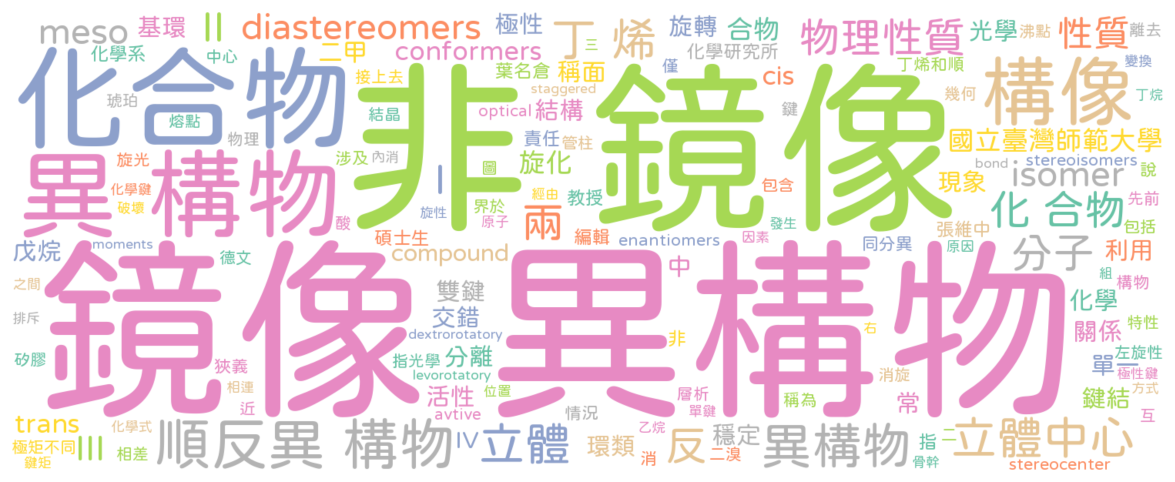 meso
基環
II
diastereomers
極性
丁 烯
旋轉
合物
物理性質
光學
沸點
性質
離去
化學系
中心
二甲
conformers
三
化學研究所
丁烯和順
變換
接上去
葉名倉
稱面
僅
cis
構像
幾何
丁烷
琥珀
staggered
化合物
非
鏡像
熔點
結晶
optical
結構
鍵
國立臺灣師範大學
物理
責任
管柱
bond
stereoisomers
異構物
旋光
涉及
內消
圖
旋化
包含
現象
isomer
說
化學鍵
I
經由
教授
破壞
旋性
界於
兩
發生
化 合物
先前
酸
原子
碩士生
編輯
enantiomers
因素
張維中
同分異
原因
包括
戊烷
moments
德文
compound
中
分子
利用
鏡像
異構物
之間
雙鍵
組
構物
排斥
交錯
化學
特性
dextrorotatory
非
右
關係
矽膠
狹義
指光學
分離
左旋性
levorotatory
消旋
單一
極性鍵
相連
活性
位置
層析
近
單鍵
稱為
常
鍵結
方式
avtive
情況
互
trans
化學式
乙烷
極矩不同
III
相差
順反異 構物
IV
立體
環類
反
穩定
二溴
消
異構物
指
二
立體中心
鍵矩
骨幹
stereocenter